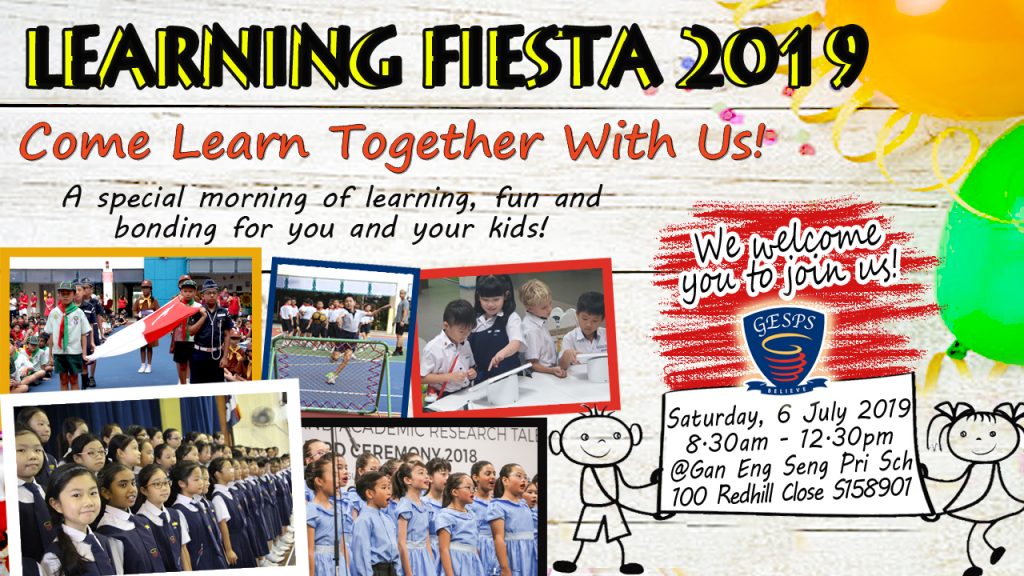 LEARNING FIESTA 2019
Come Learn Together With Us!
A special morning of learning, fun and
bonding for you and your kids!
We welcome
you to join us!
GESPS
BELIEVE
Saturday, 6 July 2019
8·30am - 12·30pm
@Gan Eng Seng Pri Sch
100 Redhill Close S158901
ACADEMIC RESEARCH TALE
CEREMONY 2018